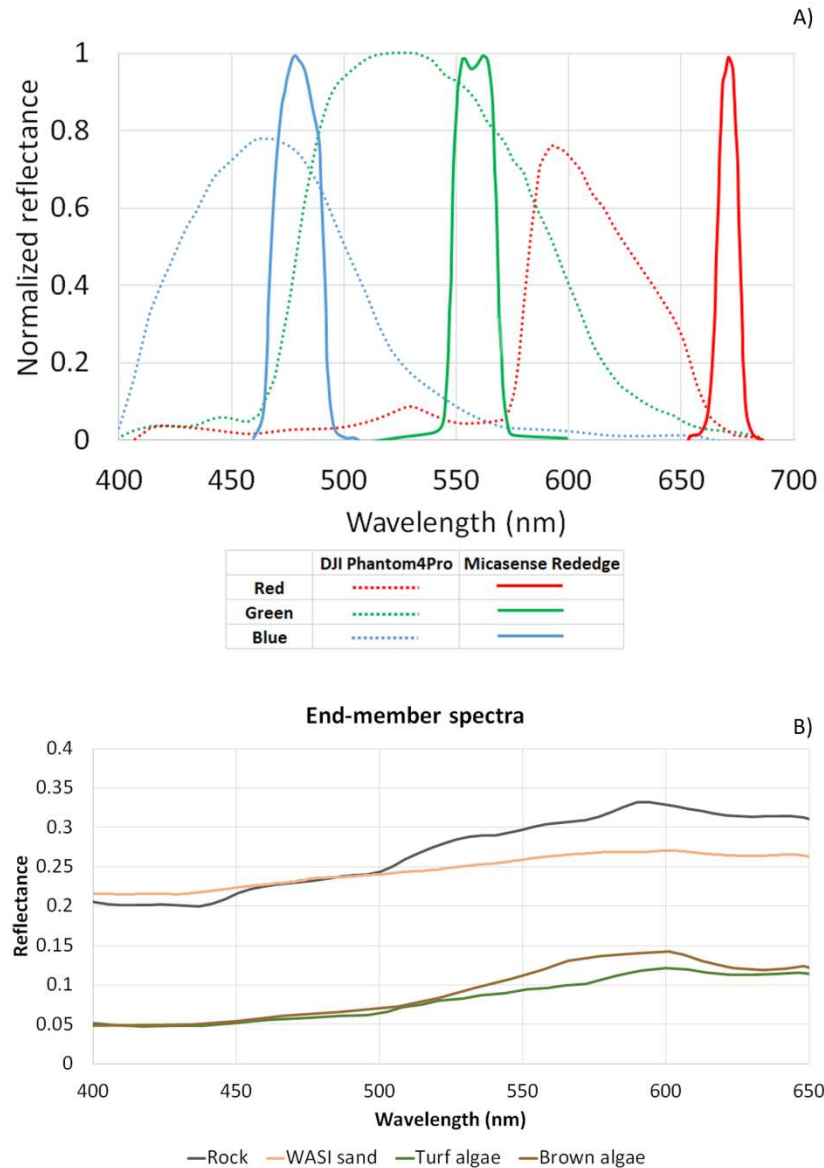 A)
1
0.8
0.6
0.4
0.2
0
Normalized reflectance
400 450 500 550 600 650 700
Wavelength (nm)
DJI Phantom4Pro Micasense Rededge
Red
Green
Blue
End-member spectra
B)
0.4
0.35
0.3
0.25
0.2
0.15
0.1
0.05
0
Reflectance
400 450 500 550 600 650
Wavelength (nm)
Rock WASI sand Turf algae Brown algae